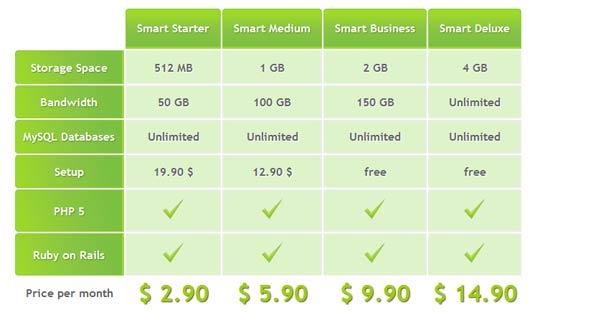 Smart Starter Smart Medium Smart Business Smart Deluxe
Storage Space 512 MB 1 GB 2 GB 4 GB
Bandwidth 50 GB 100 GB 150 GB Unlimited
MySQL Databases Unlimited Unlimited Unlimited Unlimited
Setup 19.90 $ 12.90 $ free free
PHP 5
Ruby on Rails
Price per month $ 2.90 $ 5.90 $ 9.90 $ 14.90